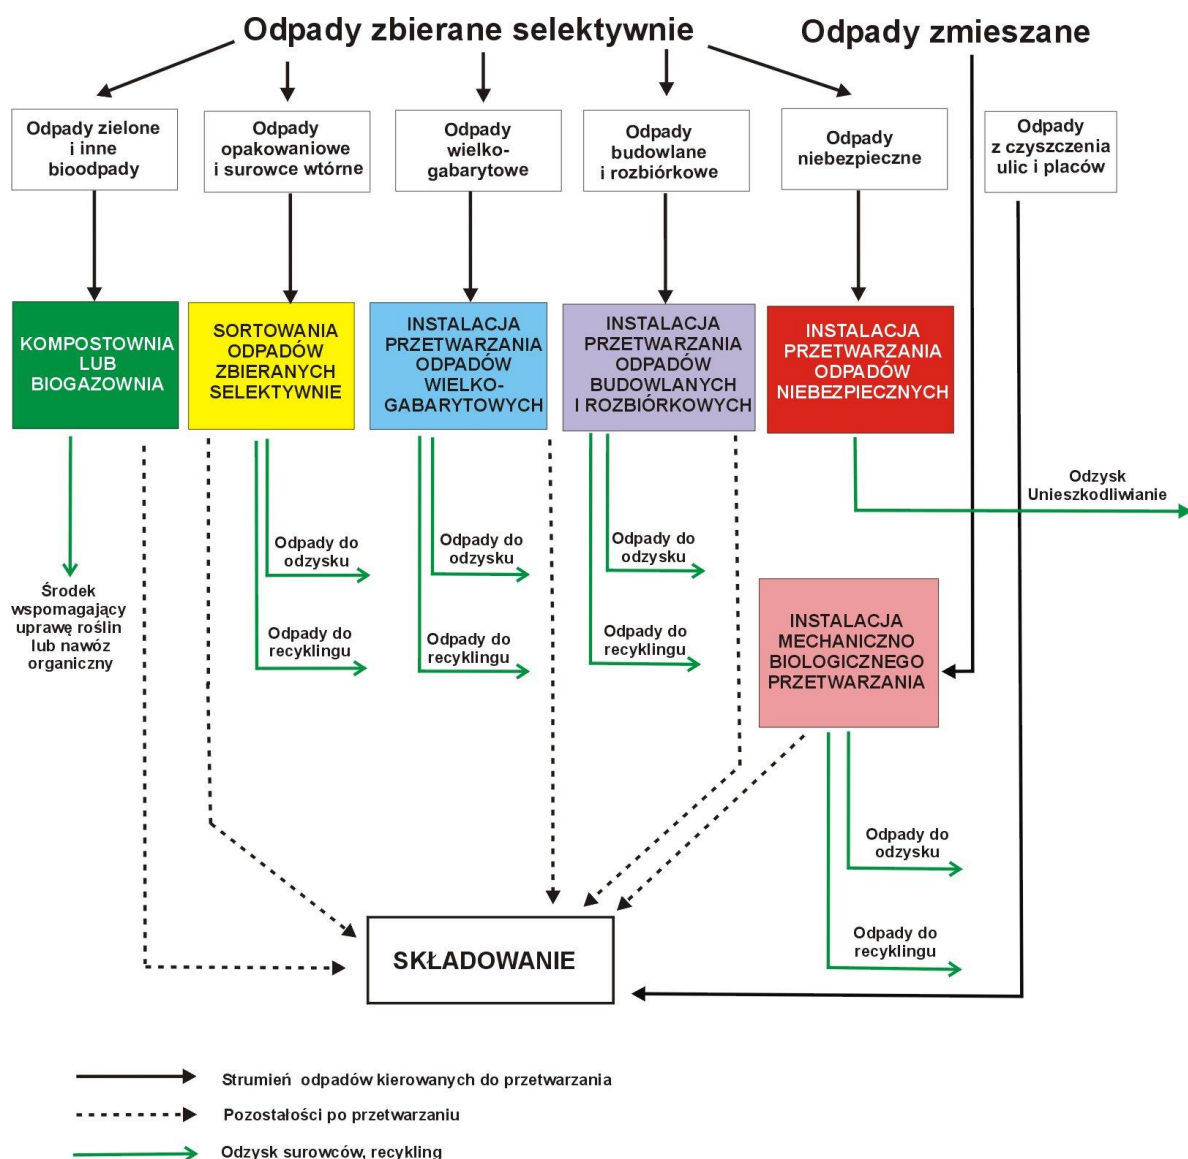 Odpady zbierane selektywnie
Odpady zmieszane
Odpady zielone
i inne
bioodpady
Odpady
opakowaniowe
i surowce wtórne
Odpady
wielko-
gabarytowe
Odpady
budowlane
i rozbiórkowe
Odpady
niebezpieczne
Odpady
z czyszczenia
ulic i placów
KOMPOSTOWNIA
LUB
BIOGAZOWNIA
SORTOWANIA
ODPADÓW
ZBIERANYCH
SELEKTYWNIE
INSTALACJA
PRZETWARZANIA
ODPADÓW
WIELKO-
GABARYTOWYCH
INSTALACJA
PRZETWARZANIA
ODPADÓW
BUDOWLANYCH
I ROZBIÓRKOWYCH
INSTALACJA
PRZETWARZANIA
ODPADÓW
NIEBEZPIECZNYCH
Odzysk
Unieszkodliwianie
Środek
wspomagający
uprawę roślin
lub nawóz
organiczny
Odpady do
odzysku
Odpady do
recyklingu
Odpady do
odzysku
Odpady do
recyklingu
Odpady do
odzysku
Odpady do
recyklingu
INSTALACJA
MECHANICZNO
BIOLOGICZNEGO
PRZETWARZANIA
Odpady do
odzysku
Odpady do
recyklingu
SKŁADOWANIE
Strumień odpadów kierowanych do przetwarzania
Pozostałości po przetwarzaniu
Odzysk surowców, recykling